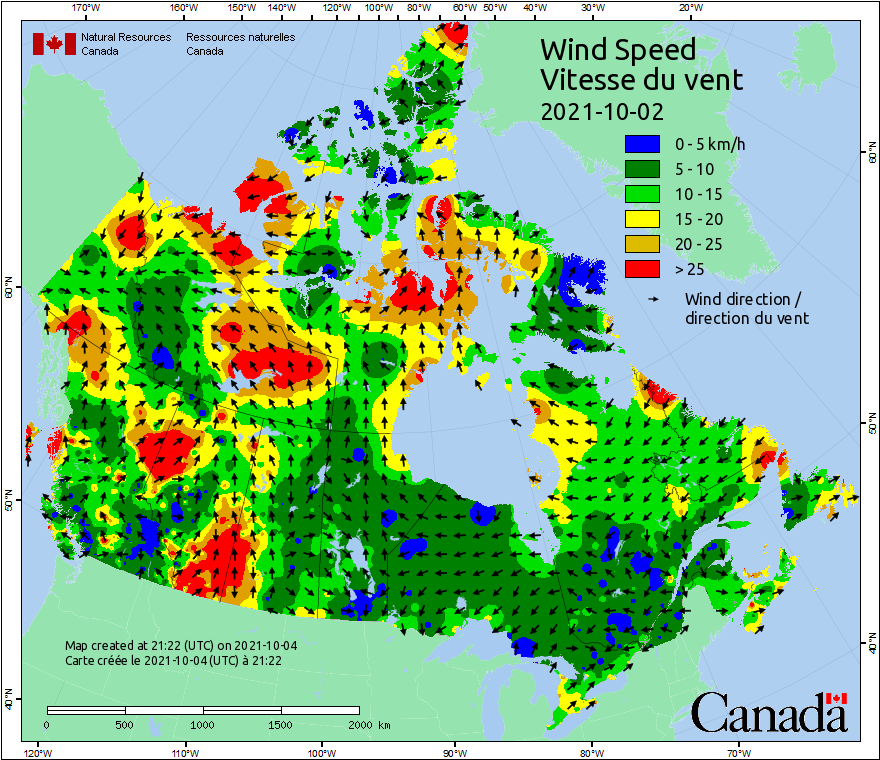 170°W 160°W 150°W 140°W 120°W 100°W 80°W 60°W 50°W 40°W 30°W 20°W
Natural Resources Ressources naturelles
Canada Canada
Wind Speed
Vitesse du vent
2021-10-02
0 - 5 km/h
5 - 10
10 - 15
15 - 20
20 - 25
> 25
Wind direction /
direction du vent
60°N
60°N
50°N
50°N
40°N
40°N
Map created at 21:22 (UTC) on 2021-10-04
Carte créée le 2021-10-04 (UTC) à 21:22
0 500 1000 1500 2000 km
Canada
120°W 110°W 100°W 90°W 80°W 70°W